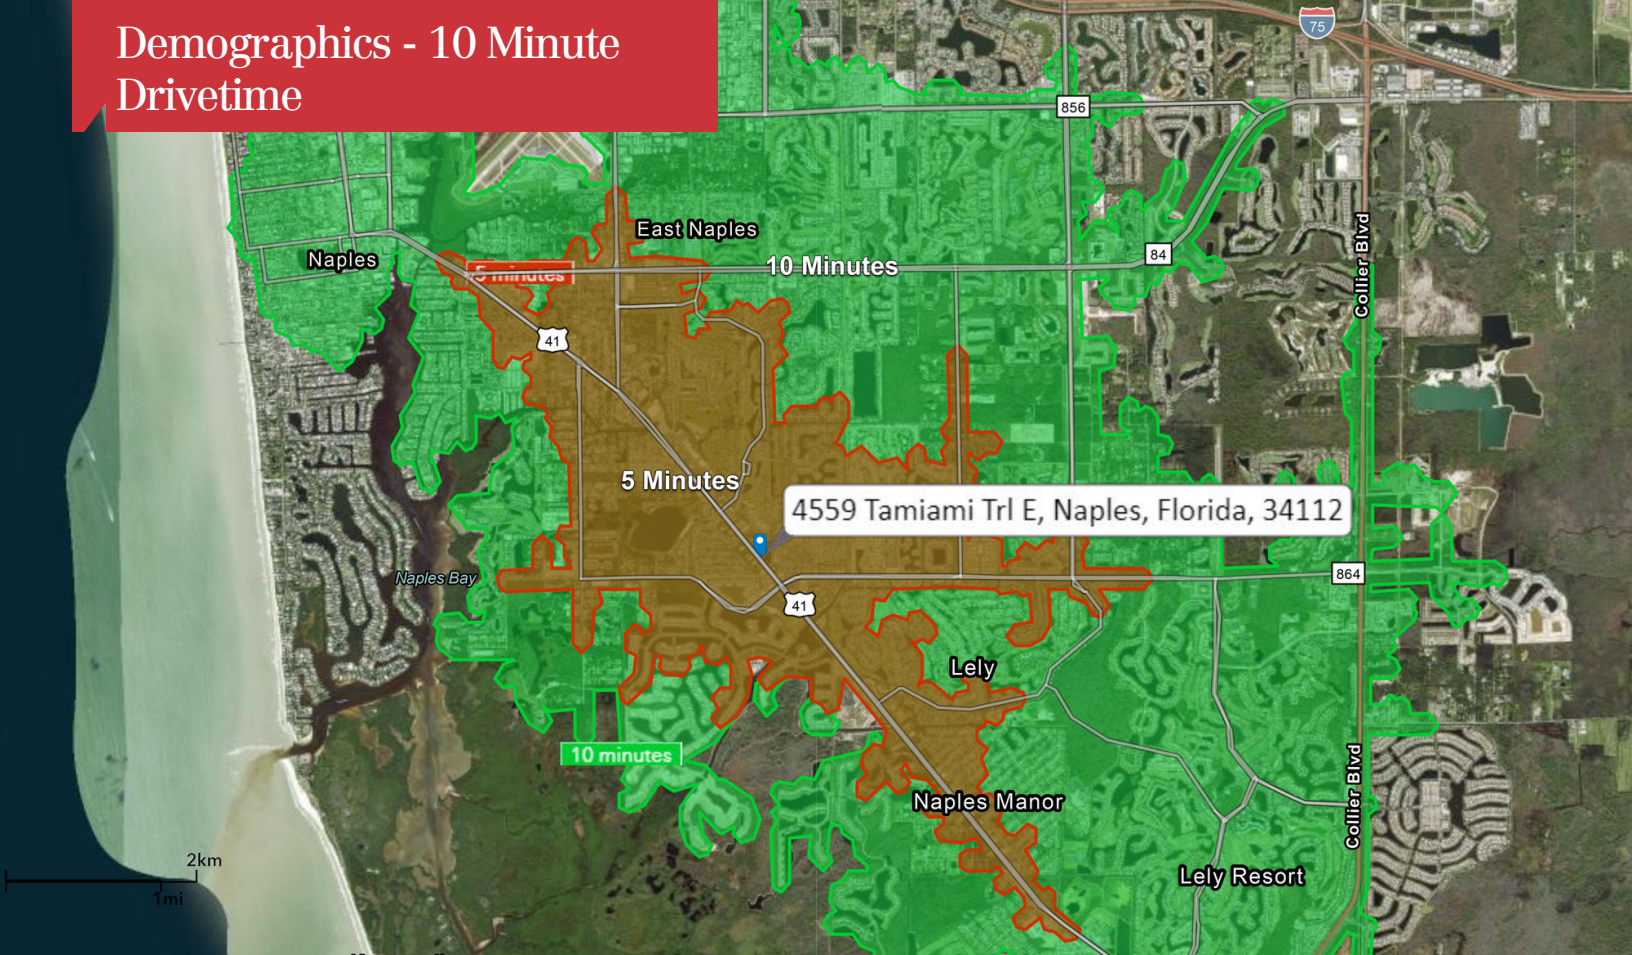 Demographics - 10 Minute
Drivetime
75
856
East Naples
84
Naples
10 Minutes
5 minutes
Collier Blvd
41
5 Minutes
4559 Tamiami Trl E, Naples, Florida, 34112
Naples Bay
864
41
Lely
10 minutes
Naples Manor
Collier Blvd
2km
Lely Resort
1mi